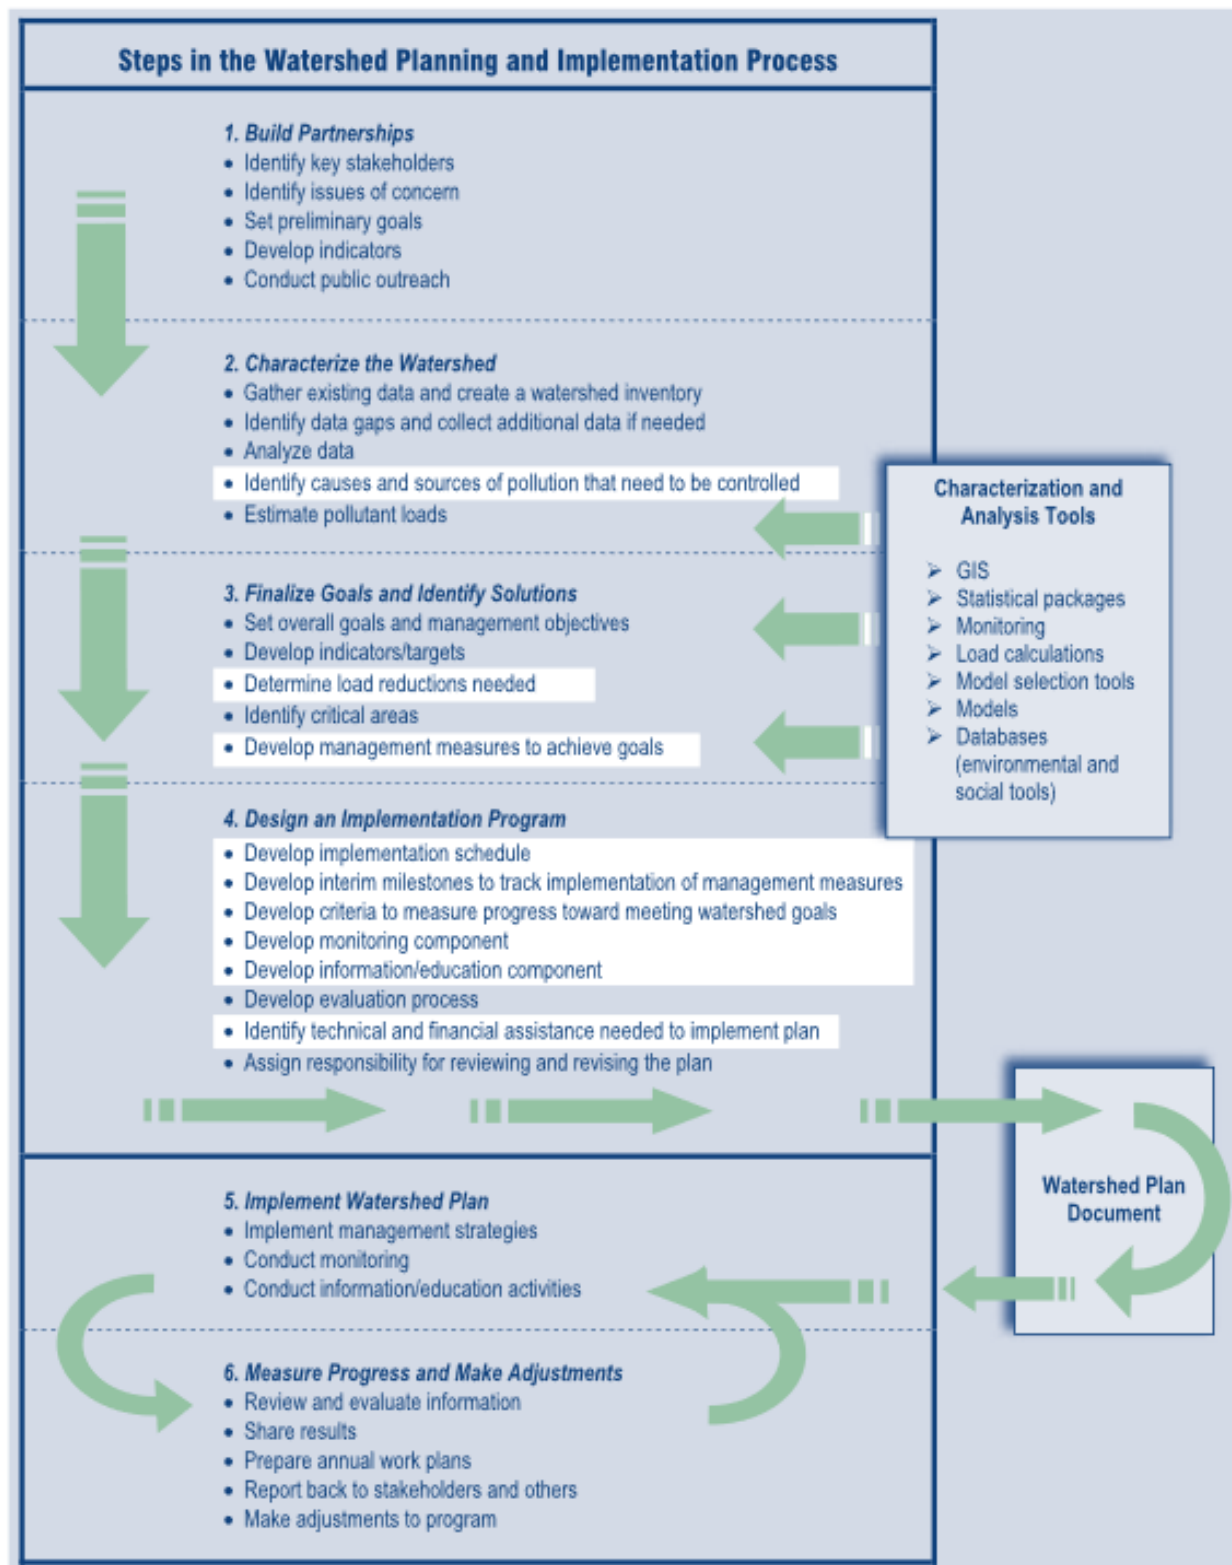 Steps in the Watershed Planning and Implementation Process
1. Build Partnerships
• Identify key stakeholders
• Identify issues of concern
• Set preliminary goals
• Develop indicators
• Conduct public outreach
2. Characterize the Watershed
• Gather existing data and create a watershed inventory
• Identify data gaps and collect additional data if needed
• Analyze data
• Identify causes and sources of pollution that need to be controlled
• Estimate pollutant loads
3. Finalize Goals and Identify Solutions
• Set overall goals and management objectives
• Develop indicators/targets
• Determine load reductions needed
• Identify critical areas
• Develop management measures to achieve goals
Characterization and
Analysis Tools
➢ GIS
➢ Statistical packages
➢ Monitoring
➢ Load calculations
➢ Model selection tools
➢ Models
➢ Databases
(environmental and
social tools)
4. Design an Implementation Program
• Develop implementation schedule
• Develop interim milestones to track implementation of management measures
• Develop criteria to measure progress toward meeting watershed goals
• Develop monitoring component
• Develop information/education component
• Develop evaluation process
• Identify technical and financial assistance needed to implement plan
• Assign responsibility for reviewing and revising the plan
Watershed Plan
Document
5. Implement Watershed Plan
• Implement management strategies
• Conduct monitoring
• Conduct information/education activities
6. Measure Progress and Make Adjustments
• Review and evaluate information
• Share results
• Prepare annual work plans
• Report back to stakeholders and others
• Make adjustments to program